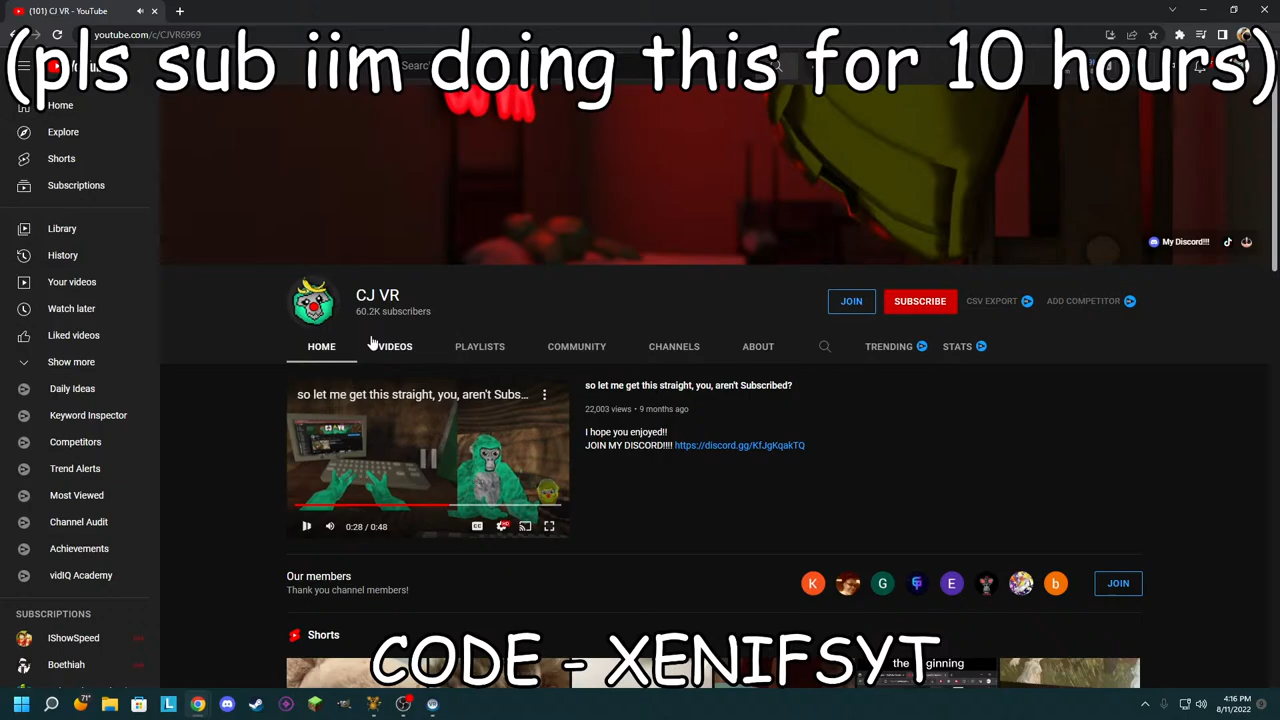 (101) CJ VR - YouTube
youtube.com/c/CJVR6969
(pls sub iim doing this for 10 hours)
Search
Home
Explore
Shorts
Subscriptions
Library
History
Your videos
Watch later
Liked videos
Show more
Daily Ideas
Keyword Inspector
Competitors
Trend Alerts
Most Viewed
Channel Audit
Achievements
vidIQ Academy
SUBSCRIPTIONS
IShowSpeed
Boethiah
My Discord!!!
CJ VR
60.2K subscribers
JOIN
SUBSCRIBE
CSV EXPORT
ADD COMPETITOR
HOME
VIDEOS
PLAYLISTS
COMMUNITY
CHANNELS
ABOUT
TRENDING
STATS
so let me get this straight, you, aren't Subs...
0:28 / 0:48
so let me get this straight, you, aren't Subscribed?
22,003 views • 9 months ago
I hope you enjoyed!!
JOIN MY DISCORD!!!! https://discord.gg/KfJgKqakTQ
Our members
Thank you channel members!
K
G
E
b
JOIN
Shorts
CODE - XENIFSYT
71°
4:16 PM
8/11/2022